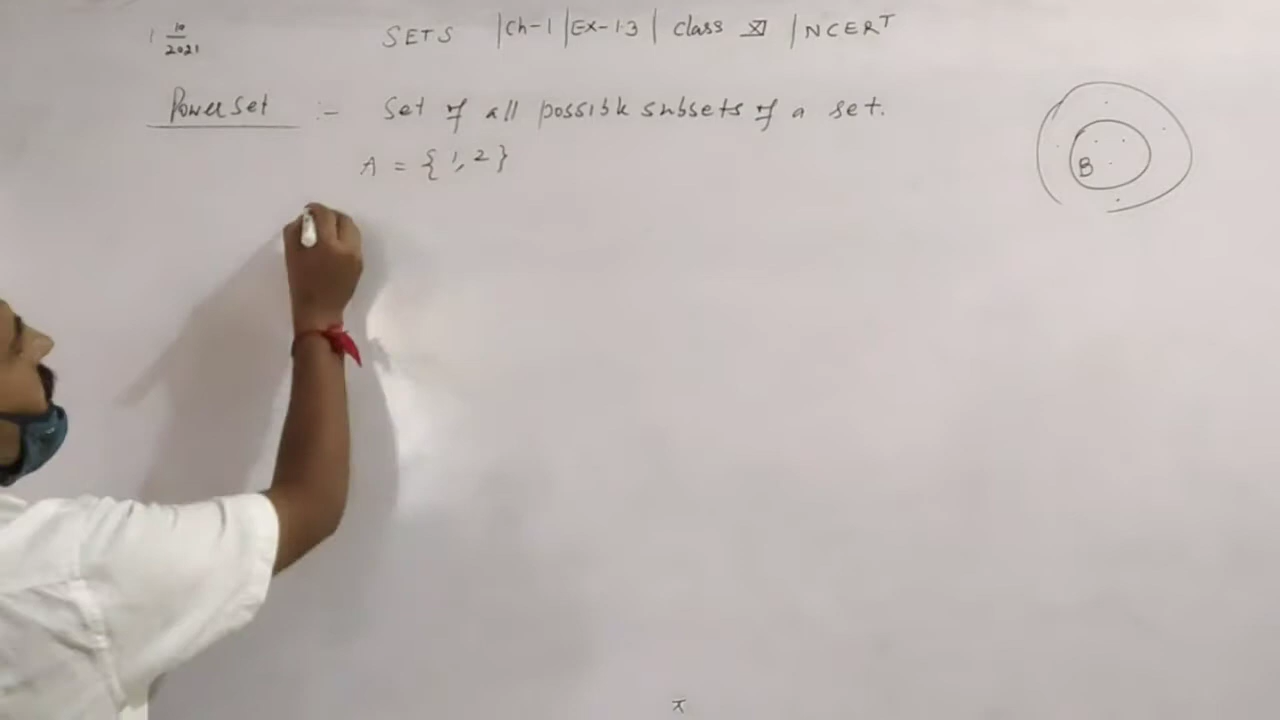 1 10/2021 SETS |Ch-1|Ex-1.3| class XI |NCERT
Power set :- Set of all possible subsets of a set.
A = {1, 2}
B